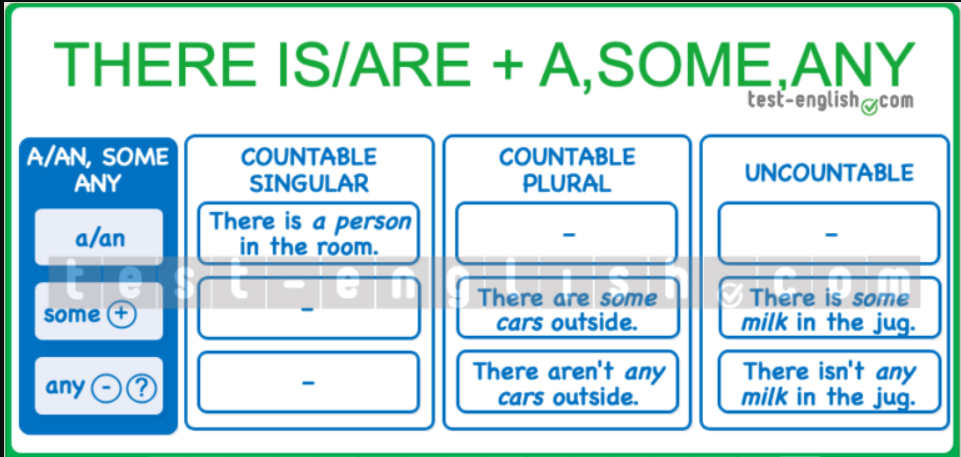 THERE IS/ARE + A,SOME,ANY
test-english.com
A/AN, SOME
ANY
COUNTABLE
SINGULAR
COUNTABLE
PLURAL
UNCOUNTABLE
a/an
There is a person
in the room.
-
-
test-english.com
some +
-
There are some
cars outside.
There is some
milk in the jug.
any - ?
-
There aren't any
cars outside.
There isn't any
milk in the jug.